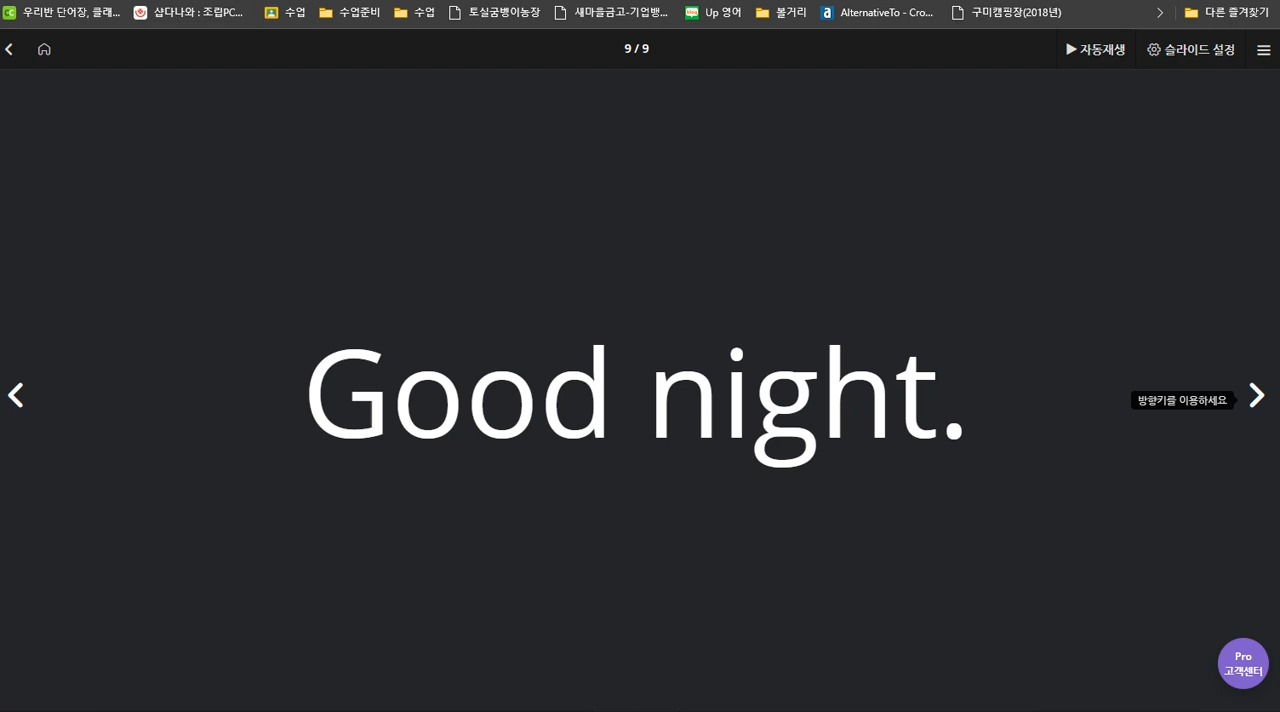 우리반 단어장, 클래... 샵다나와 : 조립PC... 수업 수업준비 수업 토실굼벵이농장 새마을금고-기업뱅... Up 영어 볼거리 AlternativeTo - Cro... 구미캠핑장(2018년) 다른 즐겨찾기
9 / 9 자동재생 슬라이드 설정
Good night.
방향키를 이용하세요
Pro
고객센터